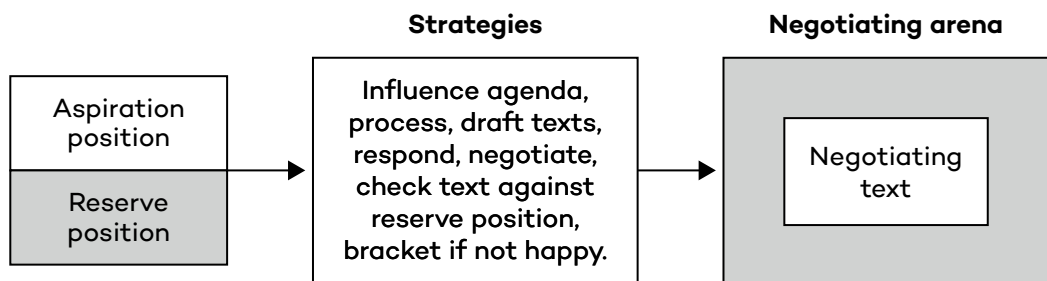 Strategies
Negotiating arena
Aspiration
position
Reserve
position
Influence agenda,
process, draft texts,
respond, negotiate,
check text against
reserve position,
bracket if not happy.
Negotiating
text